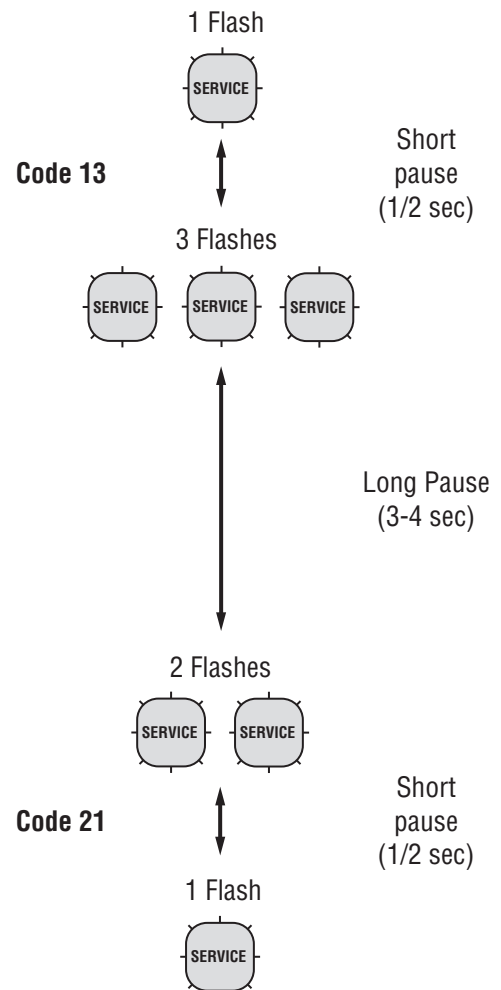 1 Flash
SERVICE
Short
pause
(1/2 sec)
Code 13
3 Flashes
SERVICE SERVICE SERVICE
Long Pause
(3-4 sec)
2 Flashes
SERVICE SERVICE
Short
pause
(1/2 sec)
Code 21
1 Flash
SERVICE